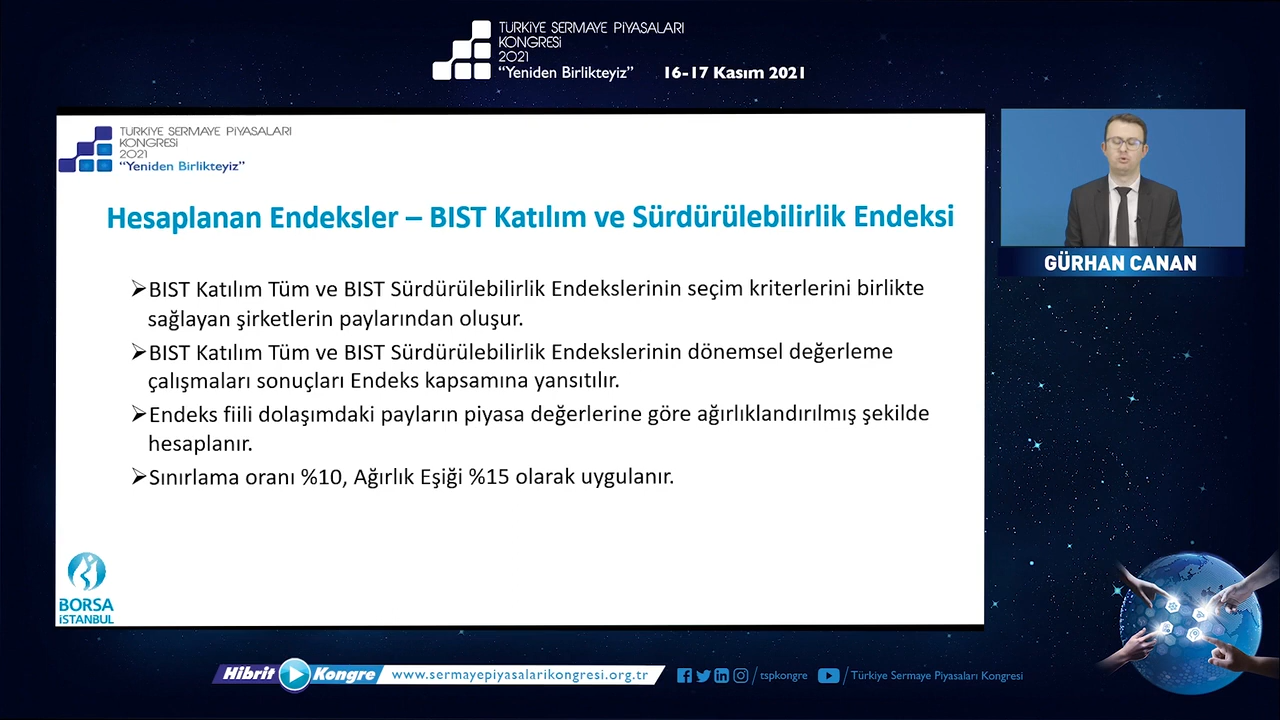 TÜRKİYE SERMAYE PİYASALARI
KONGRESİ
2021
“Yeniden Birlikteyiz”
16-17 Kasım 2021
TÜRKİYE SERMAYE PİYASALARI
KONGRESİ
2021
“Yeniden Birlikteyiz”
Hesaplanan Endeksler – BIST Katılım ve Sürdürülebilirlik Endeksi
GÜRHAN CANAN
➢BIST Katılım Tüm ve BIST Sürdürülebilirlik Endekslerinin seçim kriterlerini birlikte
sağlayan şirketlerin paylarından oluşur.
➢BIST Katılım Tüm ve BIST Sürdürülebilirlik Endekslerinin dönemsel değerleme
çalışmaları sonuçları Endeks kapsamına yansıtılır.
➢Endeks fiili dolaşımdaki payların piyasa değerlerine göre ağırlıklandırılmış şekilde
hesaplanır.
➢Sınırlama oranı %10, Ağırlık Eşiği %15 olarak uygulanır.
BORSA
İSTANBUL
Hibrit Kongre
www.sermayepiyasalarikongresi.org.tr
/tspkongre
/Türkiye Sermaye Piyasaları Kongresi